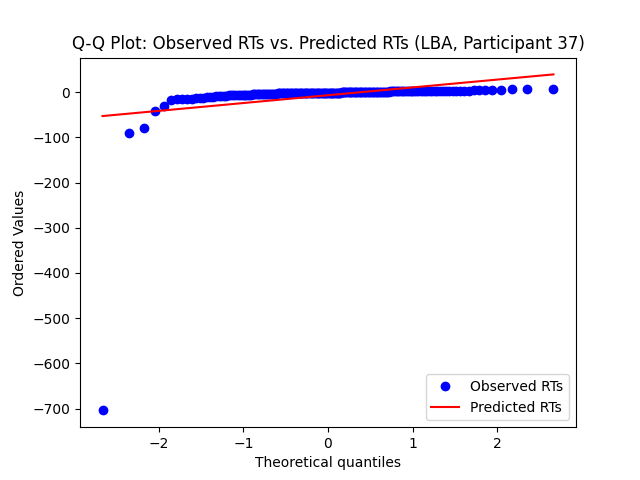 Q-Q Plot: Observed RTs vs. Predicted RTs (LBA, Participant 37)
0
−100
−200
−300
−400
−500
−600
−700
Ordered Values
Observed RTs
Predicted RTs
−2
−1
0
1
2
Theoretical quantiles